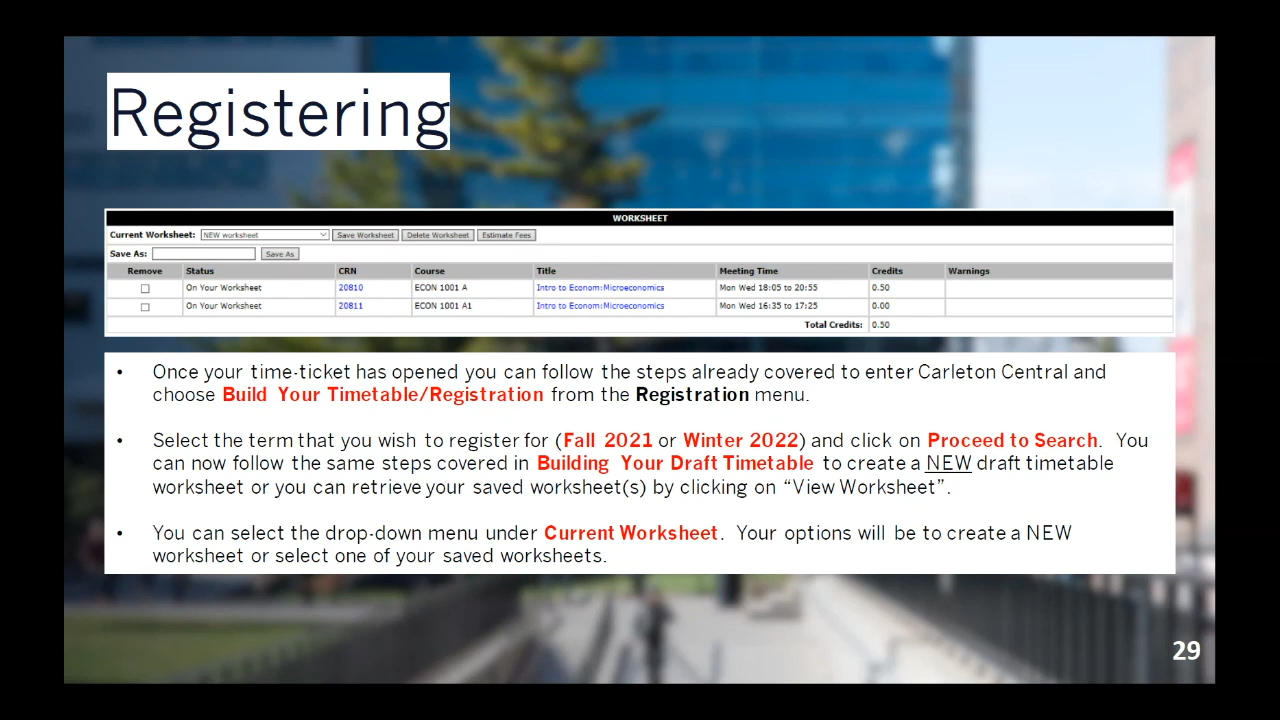 Registering
WORKSHEET
Current Worksheet: NEW worksheet Save Worksheet Delete Worksheet Estimate Fees
Save As: Save As
Remove Status CRN Course Title Meeting Time Credits Warnings
On Your Worksheet 20810 ECON 1001 A Intro to Econom:Microeconomics Mon Wed 18:05 to 20:55 0.50
On Your Worksheet 20811 ECON 1001 A1 Intro to Econom:Microeconomics Mon Wed 16:35 to 17:25 0.00
Total Credits: 0.50
• Once your time-ticket has opened you can follow the steps already covered to enter Carleton Central and
choose Build Your Timetable/Registration from the Registration menu.
• Select the term that you wish to register for (Fall 2021 or Winter 2022) and click on Proceed to Search. You
can now follow the same steps covered in Building Your Draft Timetable to create a NEW draft timetable
worksheet or you can retrieve your saved worksheet(s) by clicking on “View Worksheet”.
• You can select the drop-down menu under Current Worksheet. Your options will be to create a NEW
worksheet or select one of your saved worksheets.
29